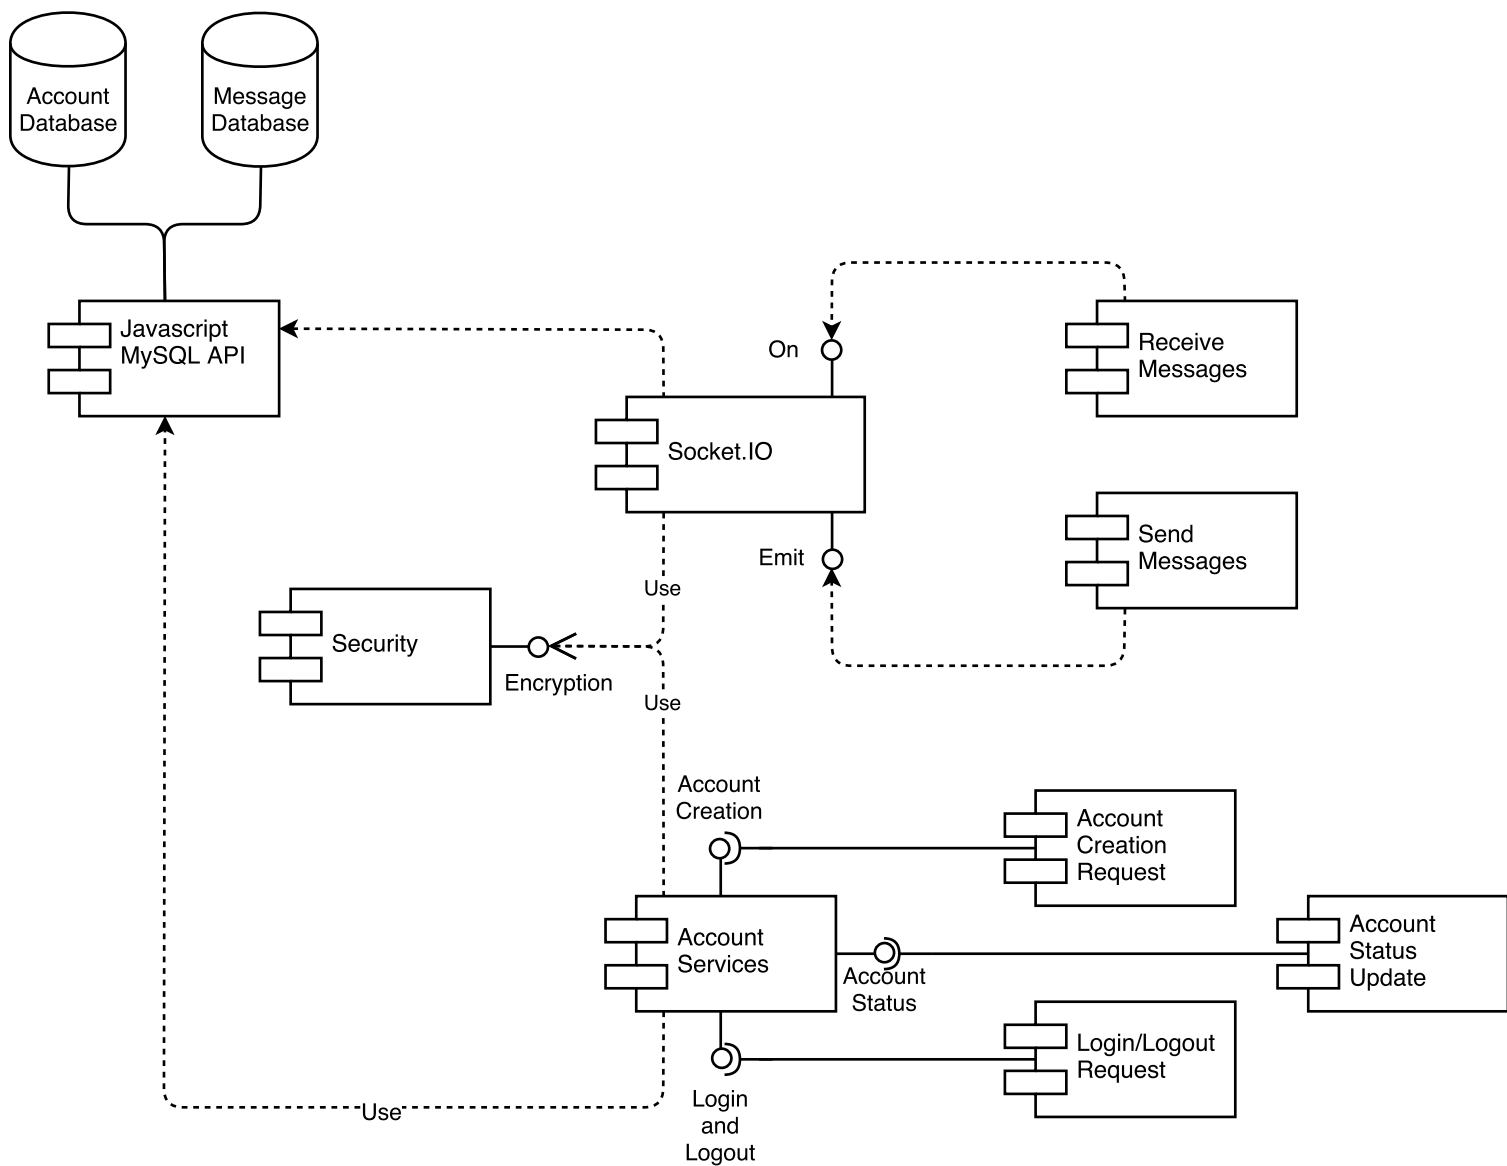 Account
Database
Message
Database
Javascript
MySQL API
On
Receive
Messages
Socket.IO
Send
Messages
Emit
Use
Security
Encryption
Use
Account
Creation
Account
Creation
Request
Account
Services
Account
Status
Account
Status
Update
Login/Logout
Request
Use
Login
and
Logout